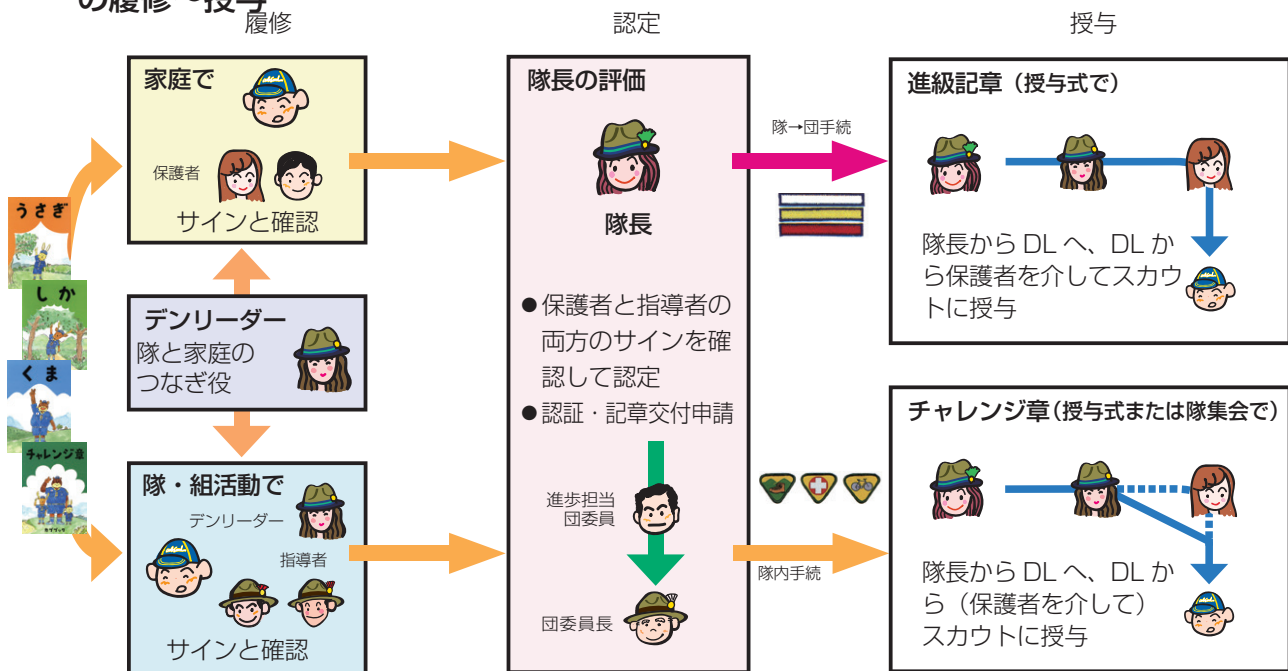 の履修〜授与
履修
認定
授与
うさぎ
しか
くま
チャレンジ章
家庭で
保護者
サインと確認
デンリーダー
隊と家庭の
つなぎ役
隊・組活動で
デンリーダー
指導者
サインと確認
隊長の評価
隊長
●保護者と指導者の
両方のサインを確
認して認定
●認証・記章交付申請
進歩担当
団委員
団委員長
隊→団手続
隊内手続
進級記章（授与式で）
隊長から DL へ、DL か
ら保護者を介してスカウ
トに授与
チャレンジ章（授与式または隊集会で）
隊長から DL へ、DL か
ら（保護者を介して）
スカウトに授与